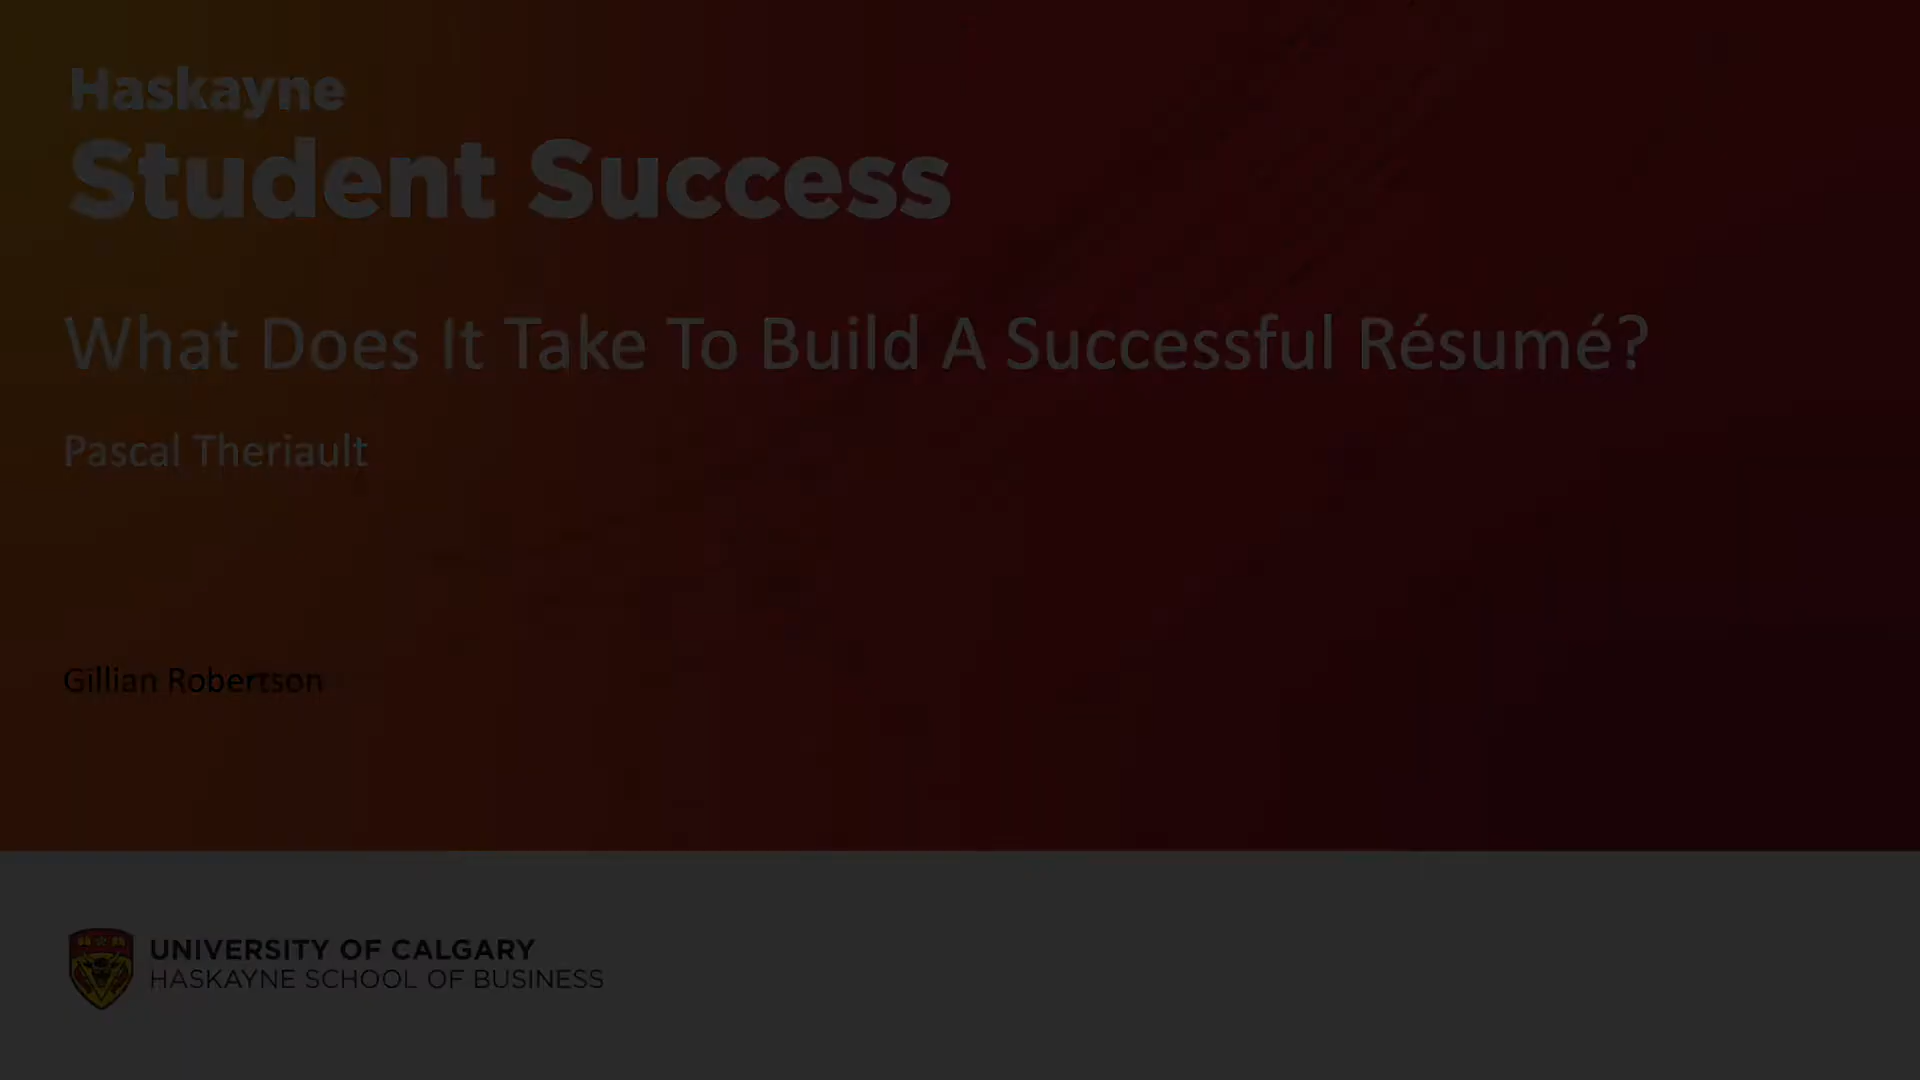 Haskayne
Student Success
What Does It Take To Build A Successful Résumé?
Pascal Theriault
Gillian Robertson
UNIVERSITY OF CALGARY
HASKAYNE SCHOOL OF BUSINESS